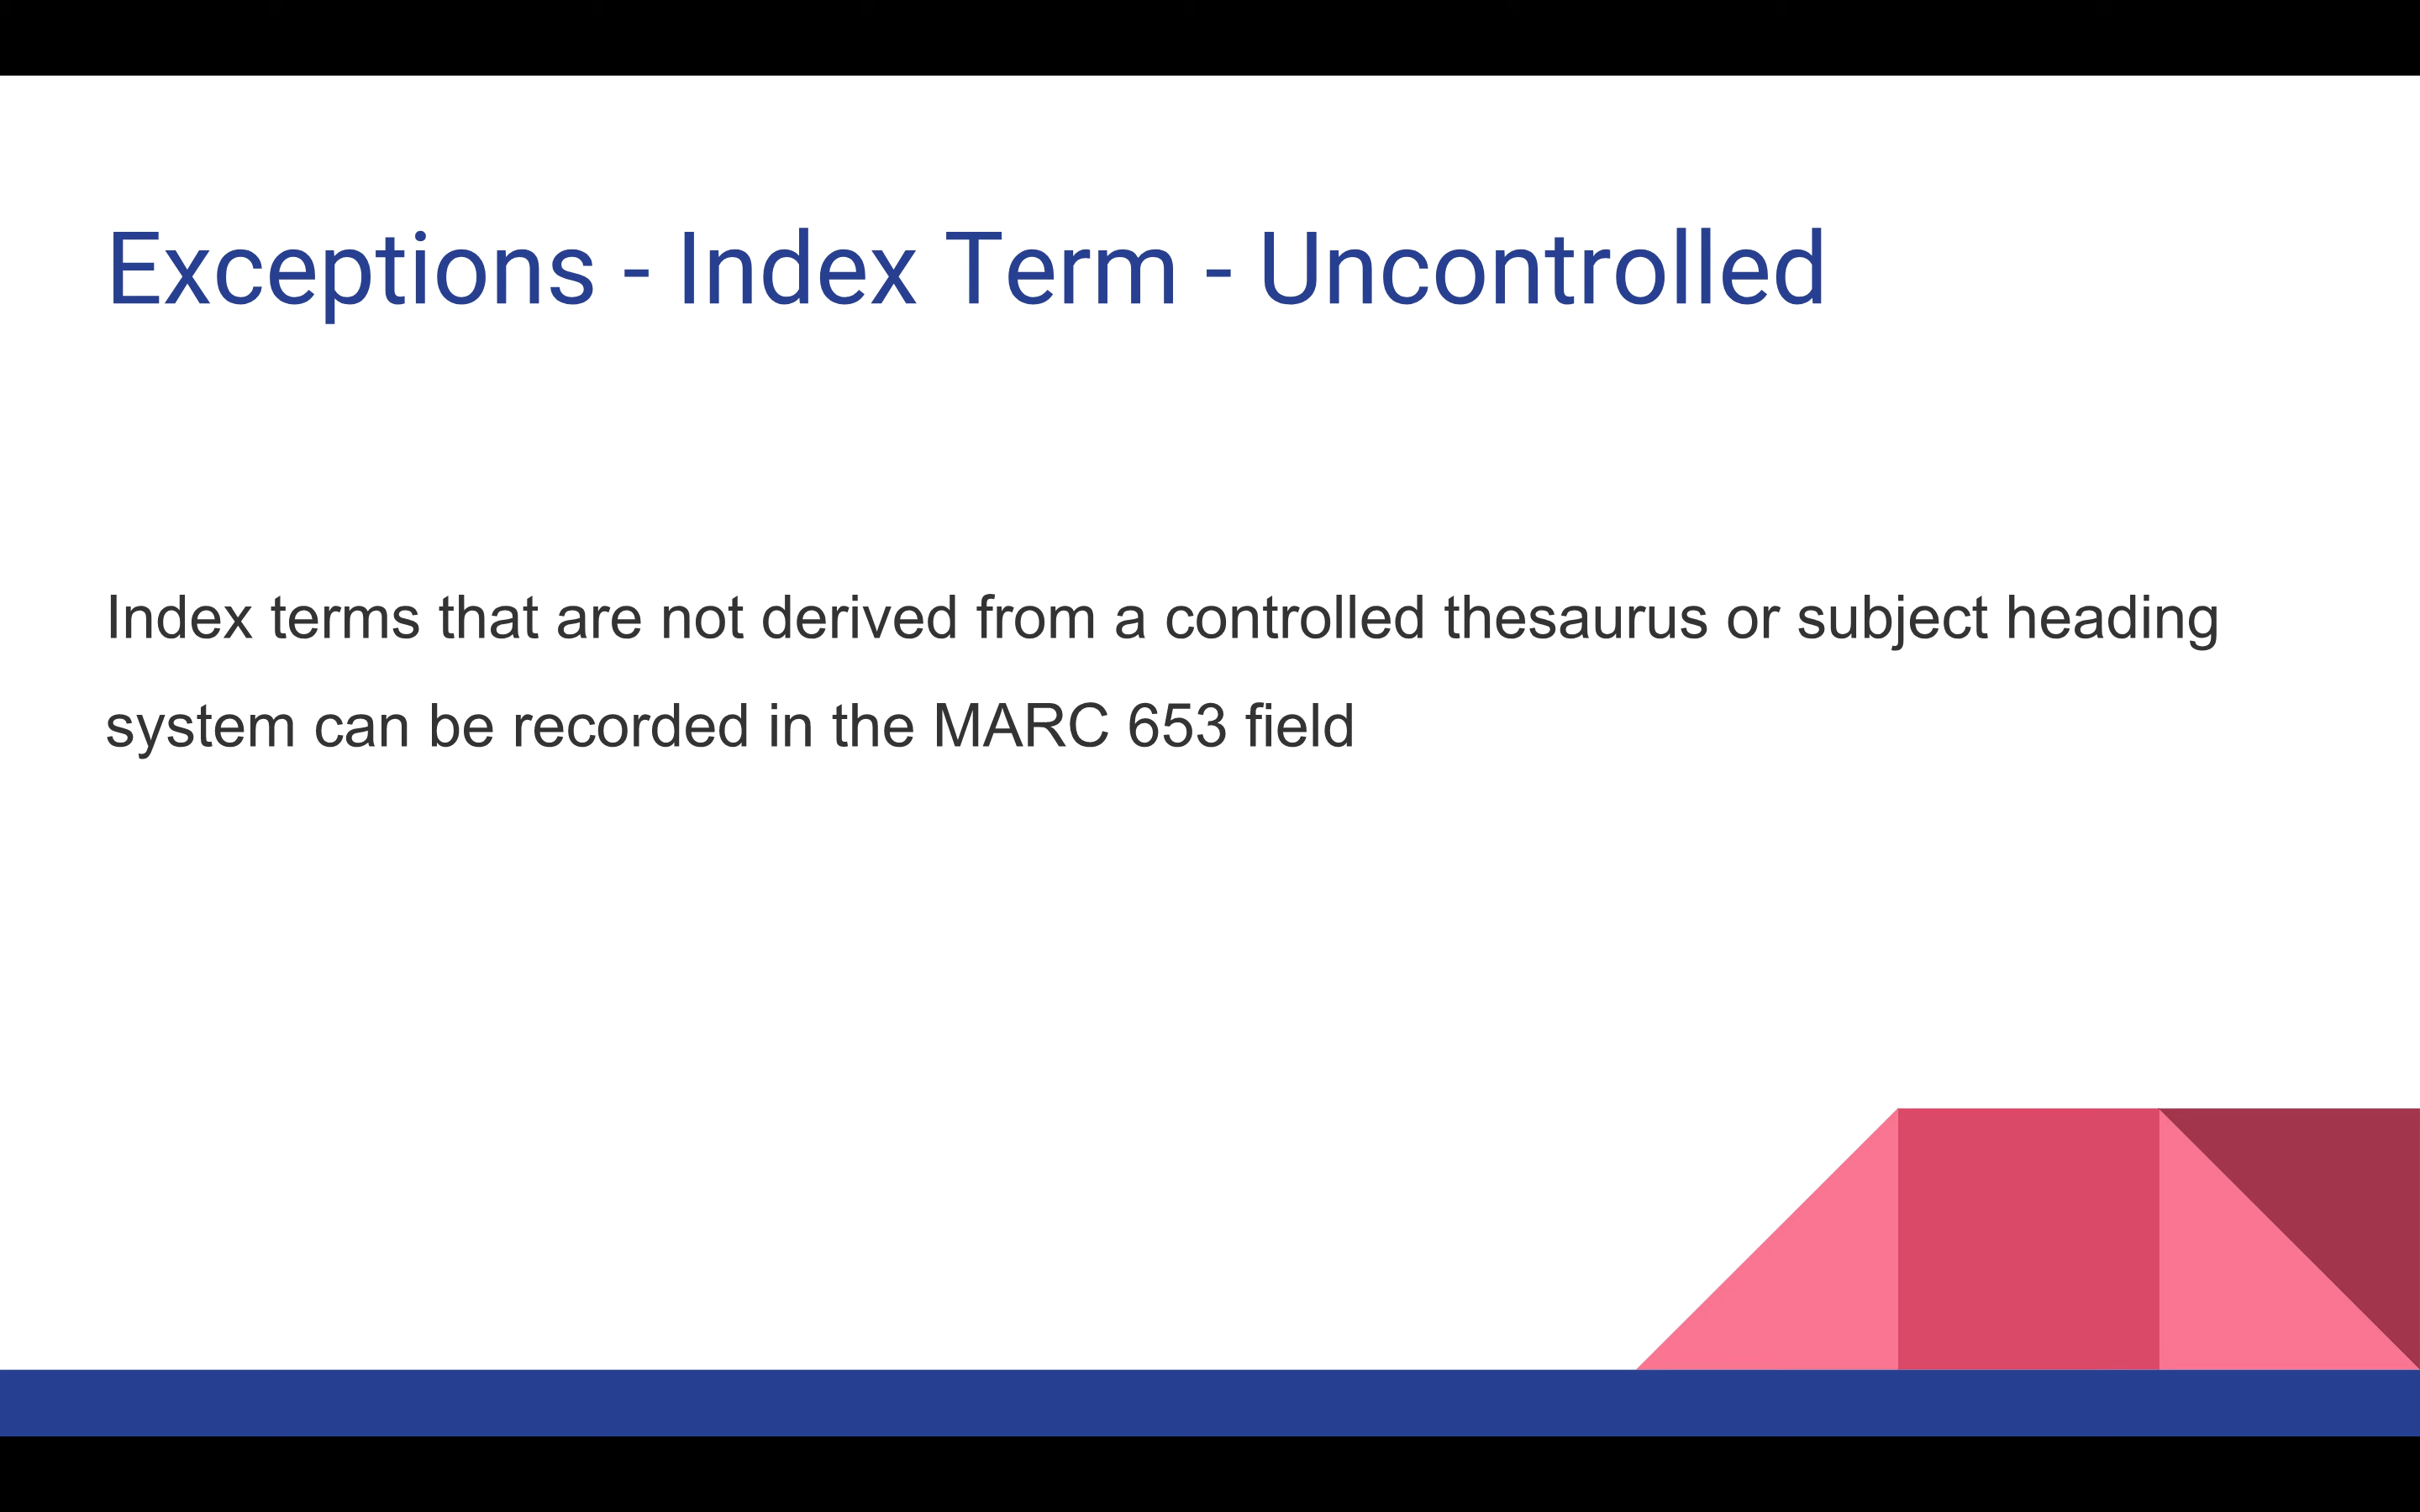 Exceptions - Index Term - Uncontrolled
Index terms that are not derived from a controlled thesaurus or subject heading
system can be recorded in the MARC 653 field